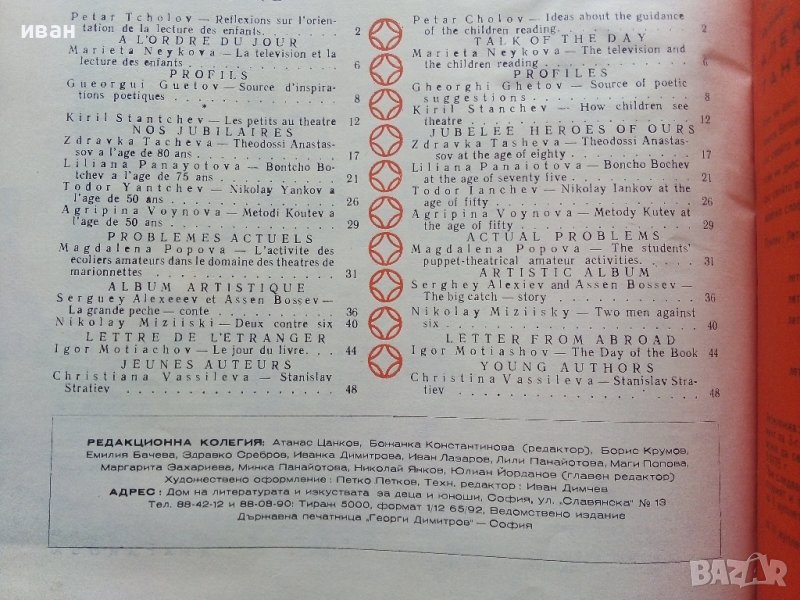 иван
Petar Tcholov — Reflexions sur l'orien-
tation de la lecture des enfants. 2
A L'ORDRE DU JOUR
Marieta Neykova — La television et la
lecture des enfants 6
PROFILS
Gueorgui Guetov — Source d'inspira-
tions poetiques 8
*
Kiril Stantchev — Les petits au theatre 12
NOS JUBILAIRES
Zdravka Tacheva — Theodossi Anastas-
sov a l'age de 80 ans 17
Liliana Panayotova — Bontcho Bo-
tchev a l'age de 75 ans 21
Todor Yantchev — Nikolay Yankov a
l'age de 50 ans 26
Agripina Voynova — Metodi Koutev a
l'age de 50 ans 29
PROBLEMES ACTUELS
Magdalena Popova — L'activite des
ecoliers amateurs dans le domaine des theatres de
marionnettes 31
ALBUM ARTISTIQUE
Serguey Alexeeev et Assen Bossev —
La grande peche — conte 36
Nikolay Miziiski — Deux contre six 40
LETTRE DE L'ETRANGER
Igor Motiachov — Le jour du livre. 44
JEUNES AUTEURS
Christiana Vassileva — Stanislav
Stratiev 48
Petar Cholov — Ideas about the guidance
of the children reading. 2
TALK OF THE DAY
Marieta Neykova — The television and
the children reading 6
PROFILES
Gheorghi Ghetov — Source of poetic
suggestions 8
Kiril Stanchev — How children see
theatre 12
JUBELEE HEROES OF OURS
Zdravka Tasheva — Theodossi Anastas-
sov at the age of eighty 17
Liliana Panaiotova — Boncho Bochev
at the age of seventy five 21
Todor Ianchev — Nikolay Iankov at the
age of fifty 26
Agripina Voynova — Metody Kutev at
the age of fifty 29
ACTUAL PROBLEMS
Magdalena Popova — The students'
puppet-theatrical amateur activities. 31
ARTISTIC ALBUM
Serghey Alexiev and Assen Bossev —
The big catch — story 36
Nikolay Miziisky — Two men against
six 40
LETTER FROM ABROAD
Igor Motiashov — The Day of the Book 44
YOUNG AUTHORS
Christina Vassileva — Stanislav Stra-
tiev 48
РЕДАКЦИОННА КОЛЕГИЯ: Атанас Цанков, Божанка Константинова (редактор), Борис Крумов,
Емилия Бачева, Здравко Сребров, Иванка Димитрова, Иван Лазаров, Лили Панайотова, Маги Попова,
Маргарита Захариева, Минка Панайотова, Николай Янков, Юлиан Йорданов (главен редактор)
Художествено оформление: Петко Петков, Техн. редактор: Иван Димчев
АДРЕС: Дом на литературата и изкуствата за деца и юноши, София, ул. „Славянска" № 13
Тел. 88-42-12 и 88-08-90: Тираж 5000, формат 1/12 65/92, Ведомствено издание
Държавна печатница „Георги Димитров" — София
BAZAR